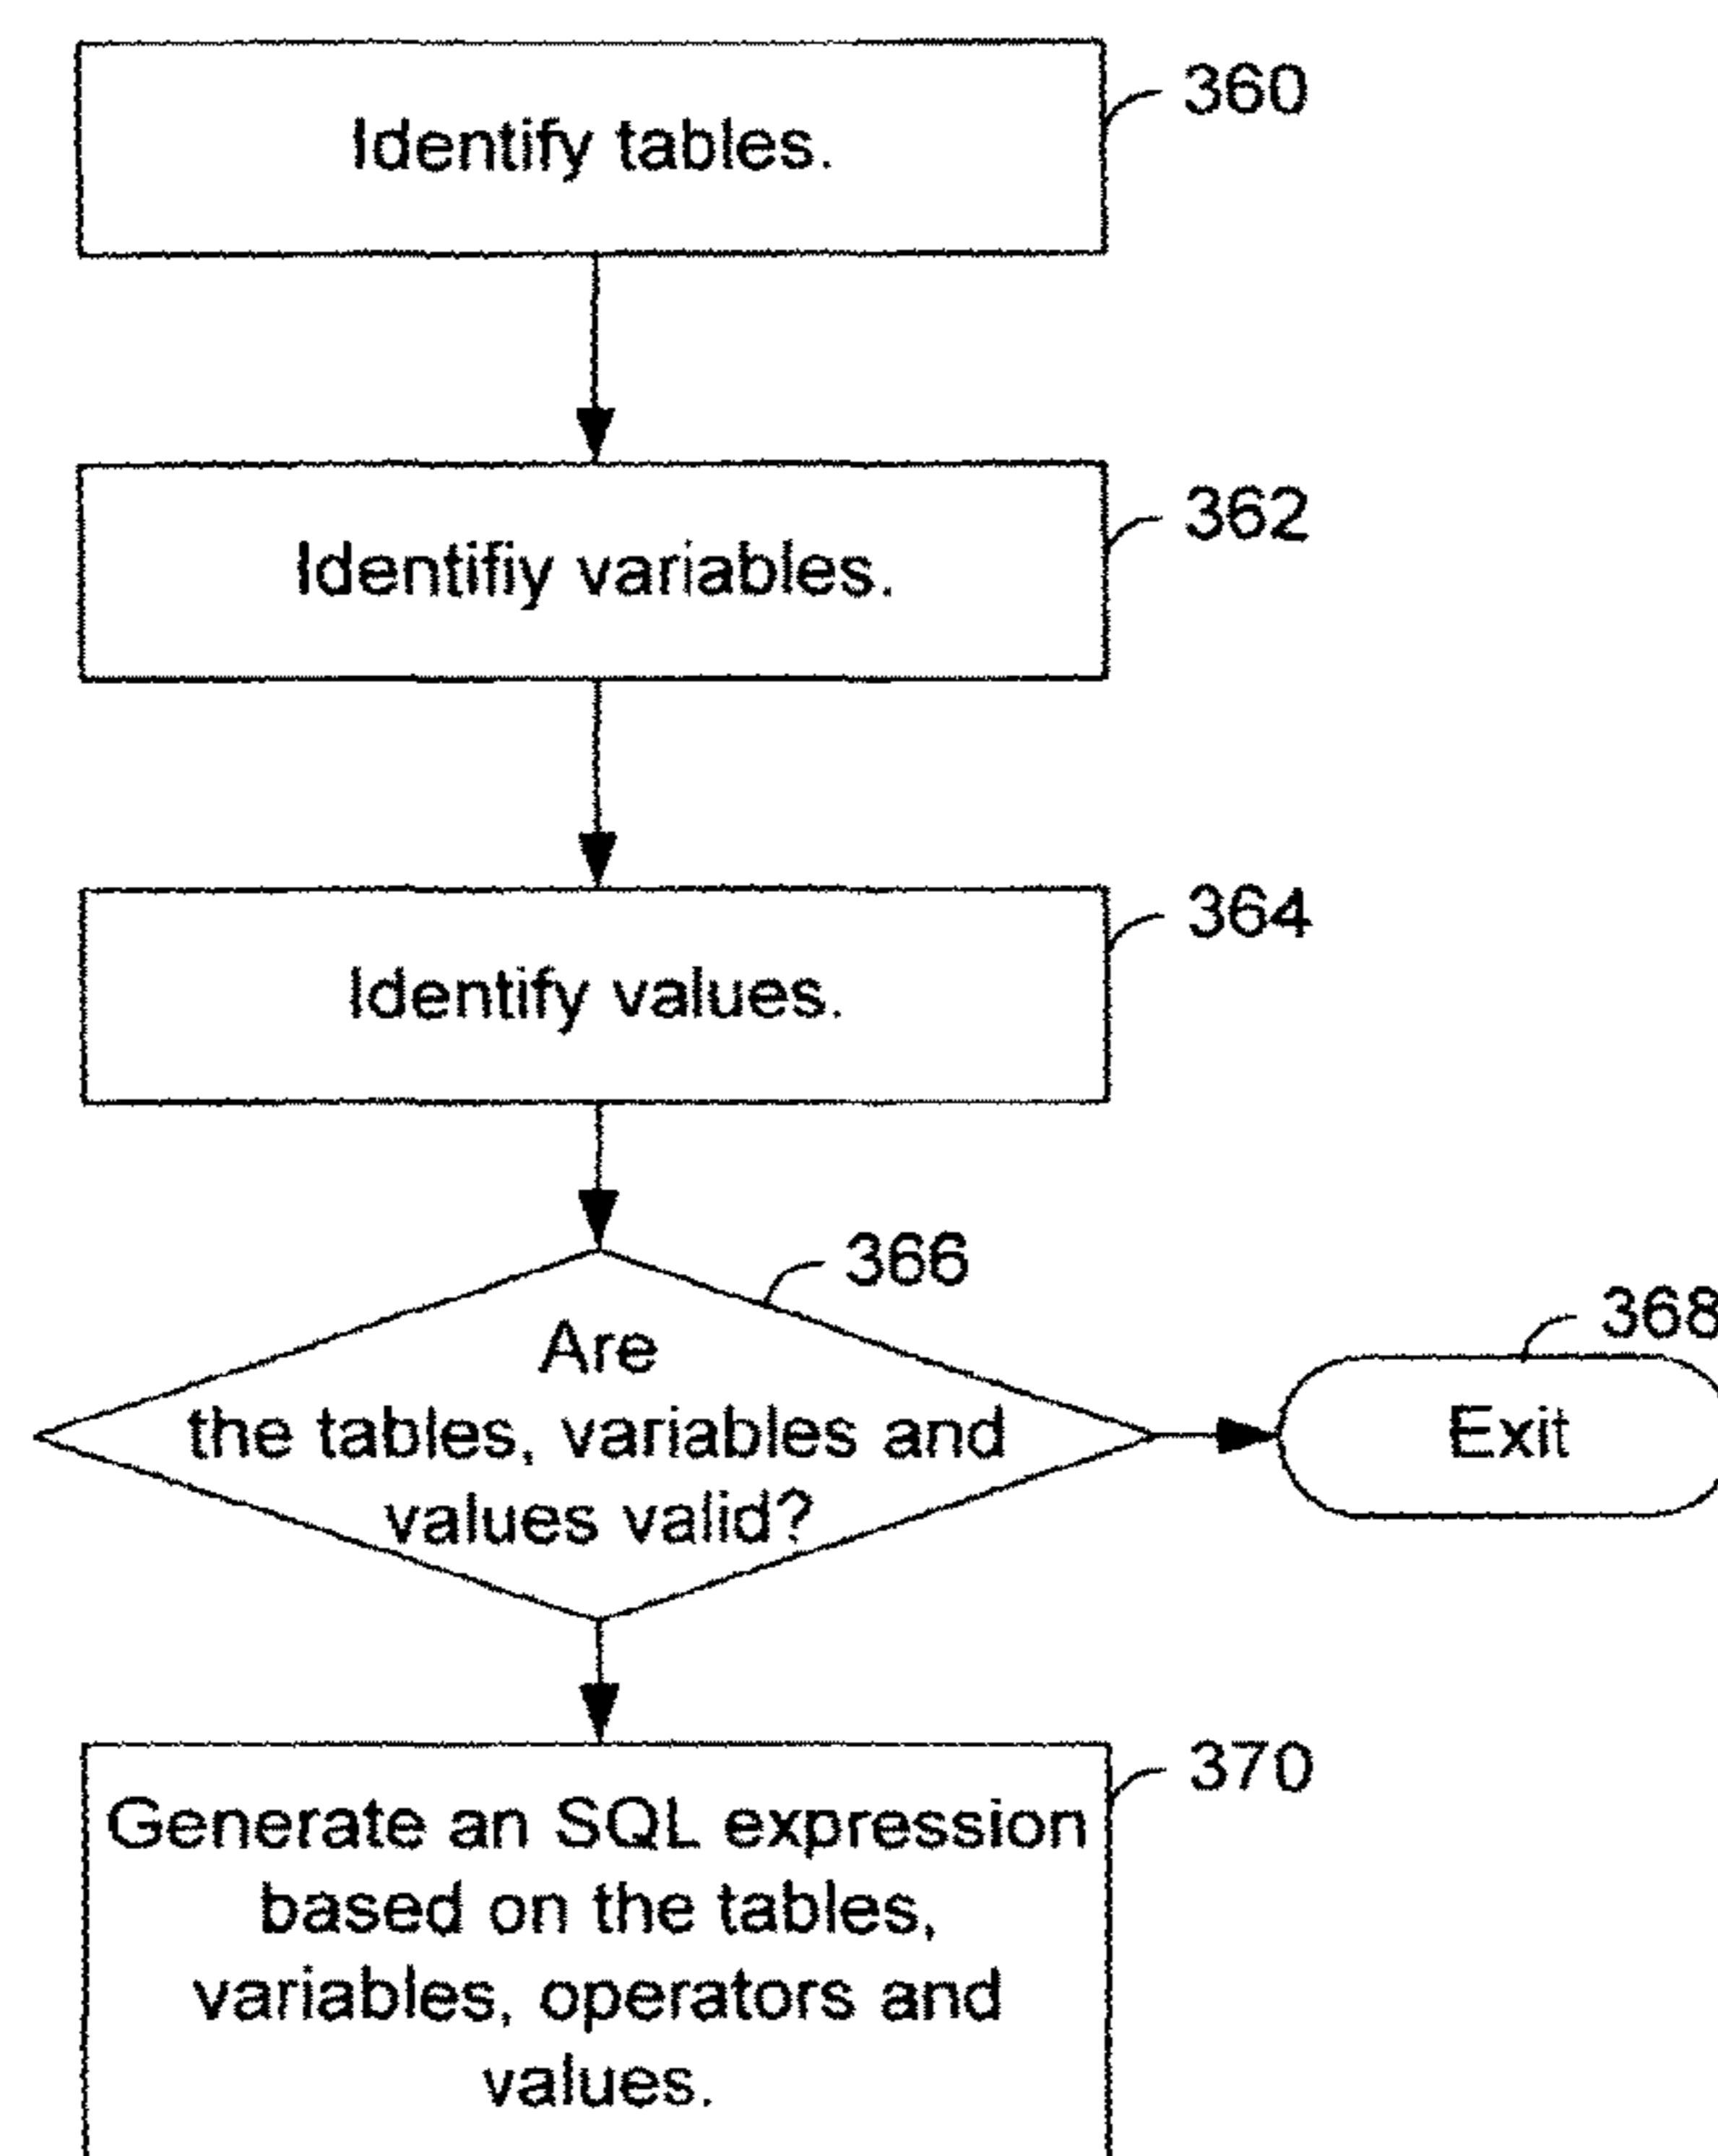 360
Identify tables.
362
Identifiy variables.
364
Identify values.
366
Are
the tables, variables and
values valid?
368
Exit
370
Generate an SQL expression
based on the tables,
variables, operators and
values.